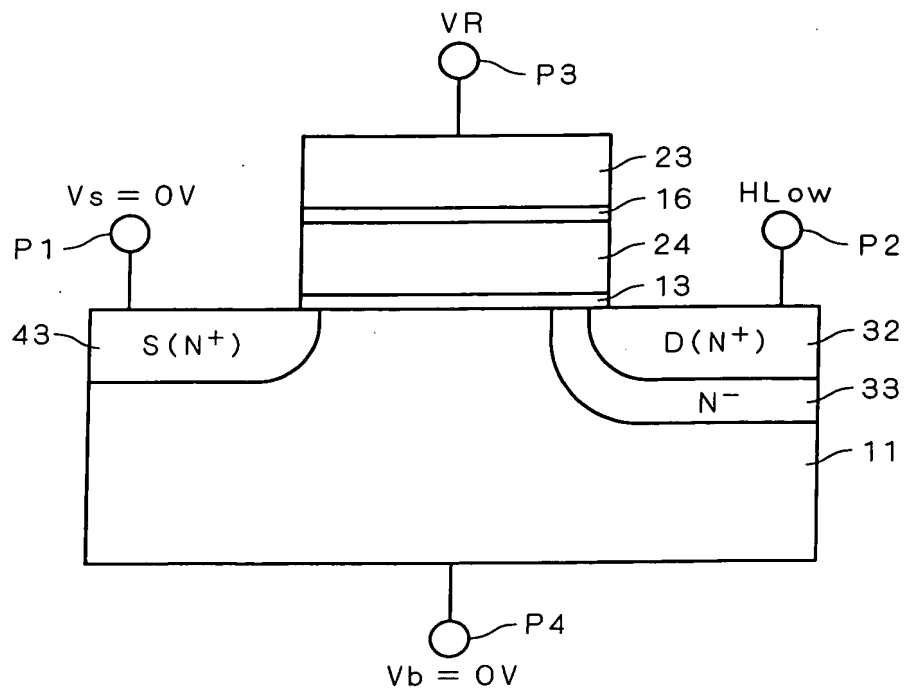 VR
P3
23
Vs = 0V
16
HLow
P1
24
P2
13
43
S(N+)
D(N+)
32
N−
33
11
P4
Vb = 0V